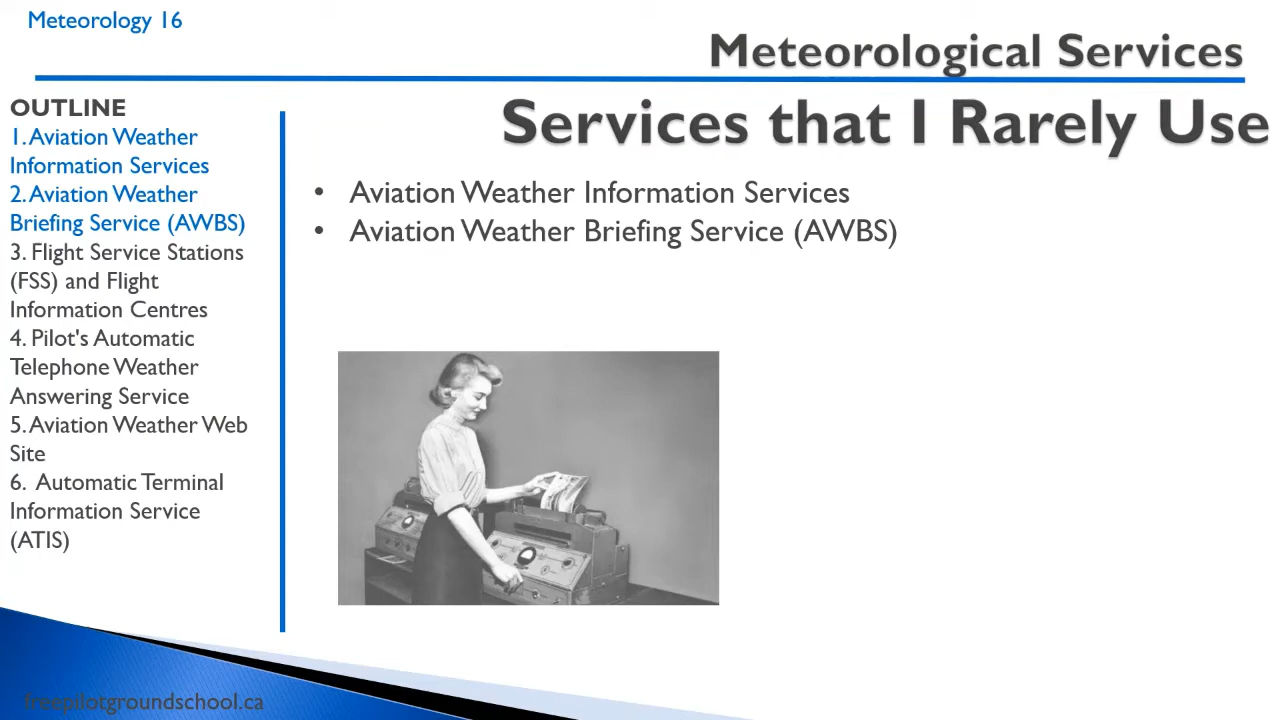 Meteorology 16
Meteorological Services
OUTLINE
1. Aviation Weather
Information Services
2. Aviation Weather
Briefing Service (AWBS)
3. Flight Service Stations
(FSS) and Flight
Information Centres
4. Pilot's Automatic
Telephone Weather
Answering Service
5. Aviation Weather Web
Site
6. Automatic Terminal
Information Service
(ATIS)
Services that I Rarely Use
• Aviation Weather Information Services
• Aviation Weather Briefing Service (AWBS)
freepilotgroundschool.ca